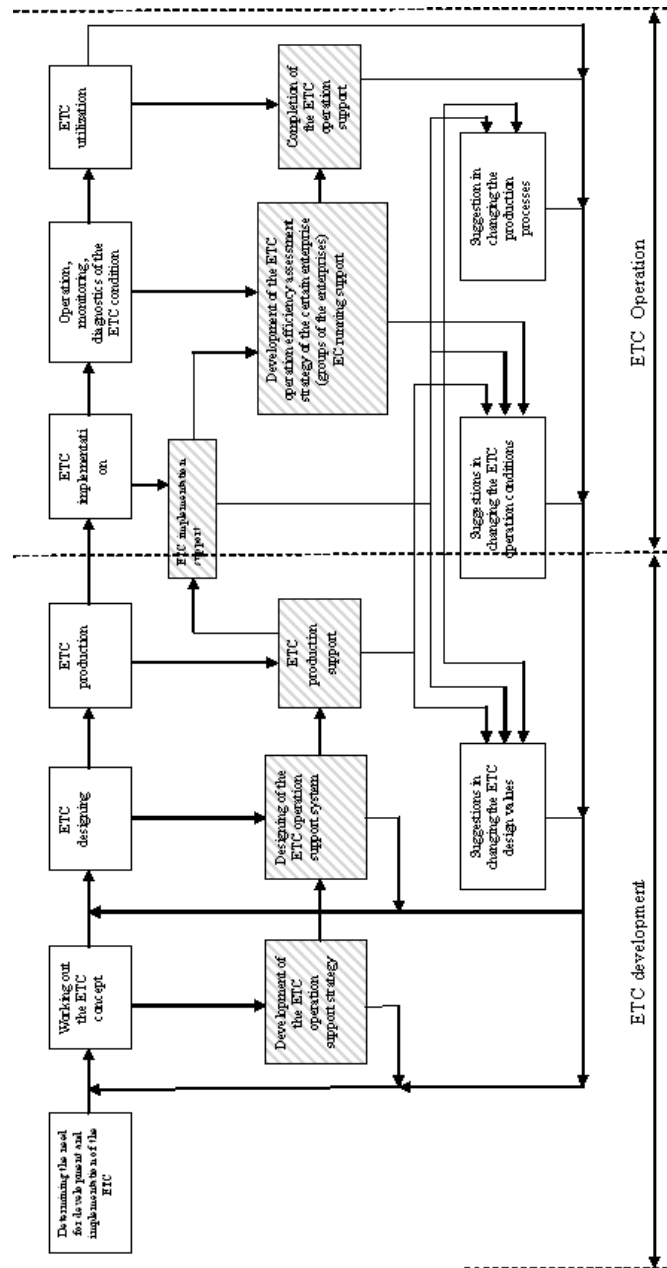 Determining the need
for development and
implementation of the
ETC
Working out
the ETC
concept
ETC
designing
ETC
production
ETC
implementati
on
Operation,
monitoring,
diagnostics of the
ETC condition
ETC
utilization
Development of
the ETC
operation
support strategy
Designing of the
ETC operation
support system
ETC
production
support
ETC implementation
support
Development of the ETC
operation efficiency assessment
strategy of the certain enterprise
(groups of the enterprises)
EC running support
Completion of
the ETC
operation
support
Suggestions in
changing the ETC
design values
Suggestions in
changing the ETC
operation conditions
Suggestion in
changing the
production
processes
ETC development
ETC Operation